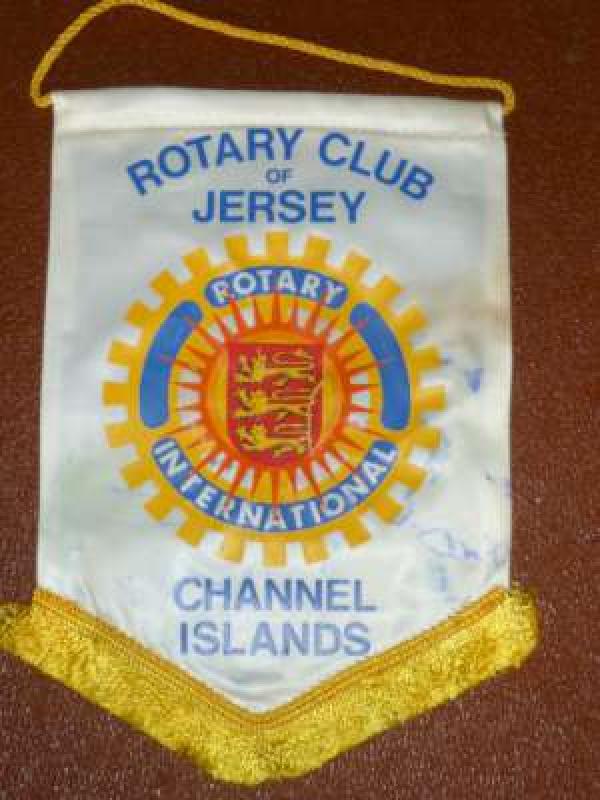 ROTARY CLUB
OF
JERSEY
ROTARY
INTERNATIONAL
CHANNEL
ISLANDS